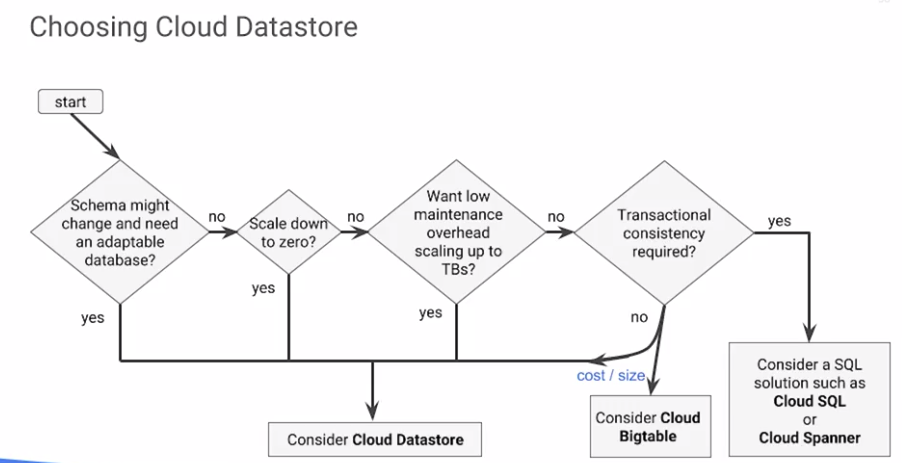 Choosing Cloud Datastore
start
Schema might
change and need
an adaptable
database?
no
Scale down
to zero?
no
Want low
maintenance
overhead
scaling up to
TBs?
no
Transactional
consistency
required?
yes
yes
yes
yes
no
cost / size
Consider Cloud Datastore
Consider Cloud
Bigtable
Consider a SQL
solution such as
Cloud SQL
or
Cloud Spanner